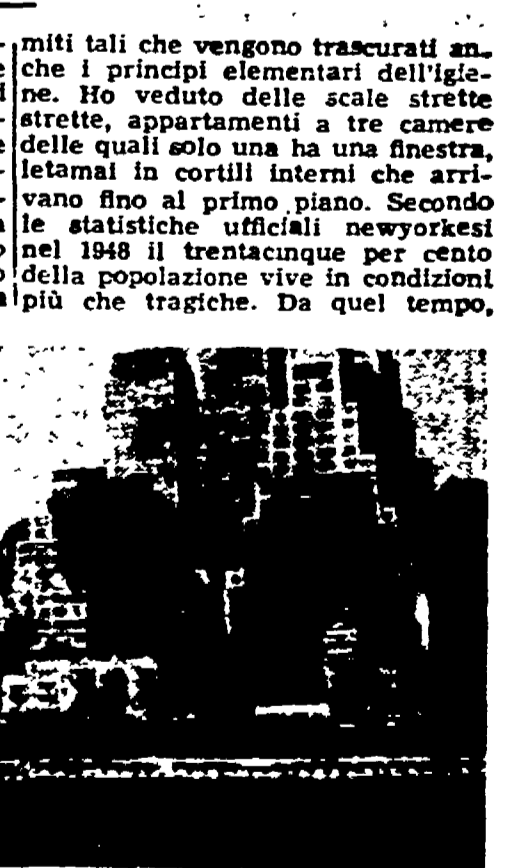 miti tali che vengono trascurati an-
che i principi elementari dell'igie-
ne. Ho veduto delle scale strette
strette, appartamenti a tre camere
delle quali solo una ha una finestra,
letamai in cortili interni che arri-
vano fino al primo piano. Secondo
le statistiche ufficiali newyorkesi
nel 1948 il trentacinque per cento
della popolazione vive in condizioni
più che tragiche. Da quel tempo,